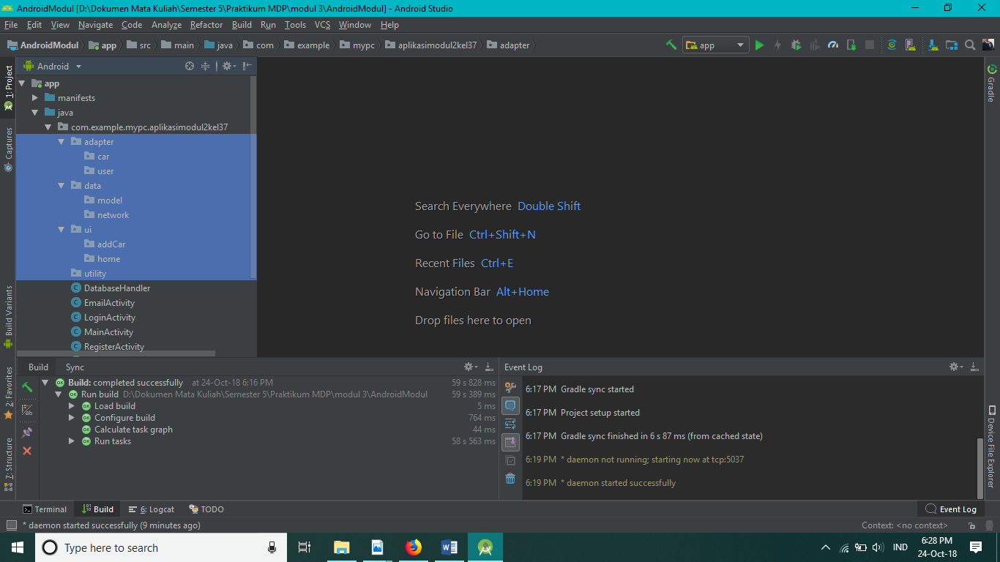 AndroidModul [D:\Dokumen Mata Kuliah\Semester 5\Praktikum MDP\modul 3\AndroidModul] - Android Studio
File Edit View Navigate Code Analyze Refactor Build Run Tools VCS Window Help
AndroidModul app src main java com example mypc aplikasimodul2kel37 adapter
app
1: Project
Captures
Build Variants
2: Favorites
7: Structure
Android
app
manifests
java
com.example.mypc.aplikasimodul2kel37
adapter
car
user
data
model
network
ui
addCar
home
utility
DatabaseHandler
EmailActivity
LoginActivity
MainActivity
RegisterActivity
Search Everywhere Double Shift
Go to File Ctrl+Shift+N
Recent Files Ctrl+E
Navigation Bar Alt+Home
Drop files here to open
Gradle
Device File Explorer
Build Sync
Build: completed successfully at 24-Oct-18 6:16 PM 59 s 828 ms
Run build D:\Dokumen Mata Kuliah\Semester 5\Praktikum MDP\modul 3\AndroidModul 59 s 389 ms
Load build 5 ms
Configure build 764 ms
Calculate task graph 44 ms
Run tasks 58 s 563 ms
Event Log
6:17 PM Gradle sync started
6:17 PM Project setup started
6:17 PM Gradle sync finished in 6 s 87 ms (from cached state)
6:19 PM * daemon not running; starting now at tcp:5037
6:19 PM * daemon started successfully
Terminal Build 6: Logcat TODO Event Log
* daemon started successfully (9 minutes ago) Context: <no context>
Type here to search
IND
6:28 PM
24-Oct-18